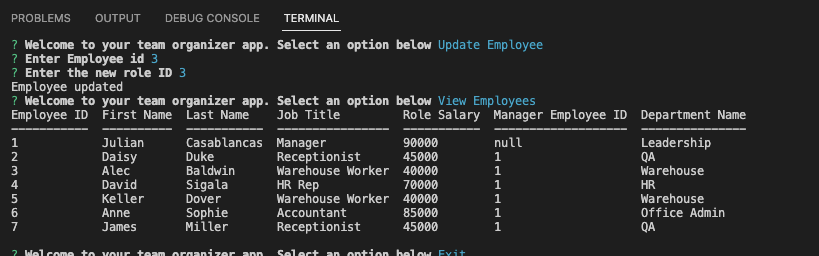 PROBLEMS OUTPUT DEBUG CONSOLE TERMINAL
? Welcome to your team organizer app. Select an option below Update Employee
? Enter Employee id 3
? Enter the new role ID 3
Employee updated
? Welcome to your team organizer app. Select an option below View Employees
Employee ID First Name Last Name Job Title Role Salary Manager Employee ID Department Name
----------- ---------- ----------- ---------------- ----------- ------------------- ---------------
1 Julian Casablancas Manager 90000 null Leadership
2 Daisy Duke Receptionist 45000 1 QA
3 Alec Baldwin Warehouse Worker 40000 1 Warehouse
4 David Sigala HR Rep 70000 1 HR
5 Keller Dover Warehouse Worker 40000 1 Warehouse
6 Anne Sophie Accountant 85000 1 Office Admin
7 James Miller Receptionist 45000 1 QA
? Welcome to your team organizer app. Select an option below Exit